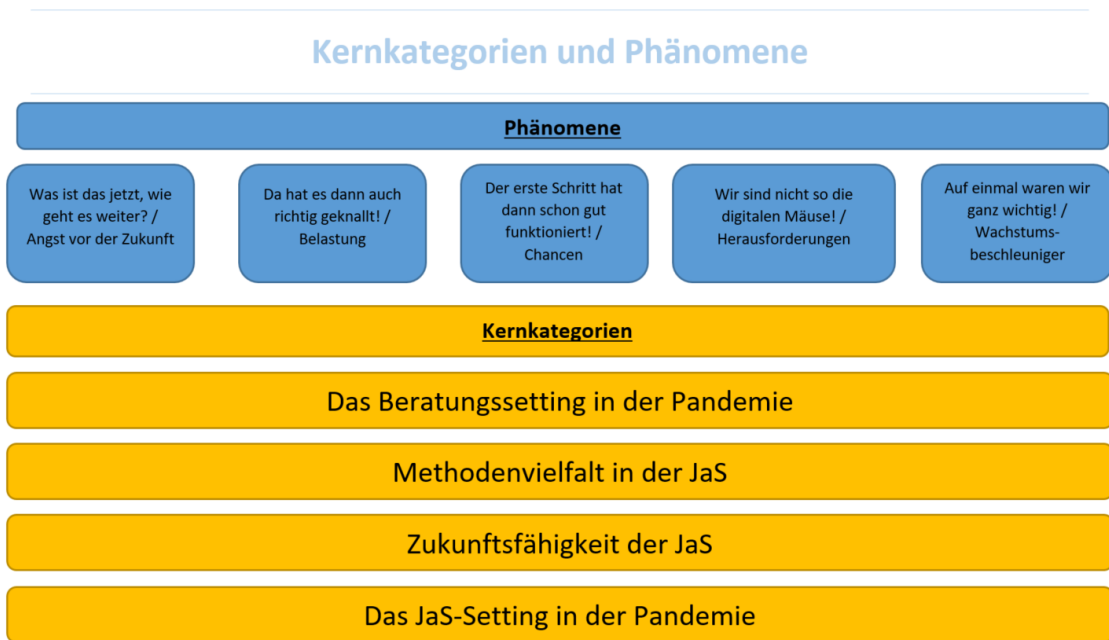 Kernkategorien und Phänomene
Phänomene
Was ist das jetzt, wie
geht es weiter? /
Angst vor der Zukunft
Da hat es dann auch
richtig geknallt! /
Belastung
Der erste Schritt hat
dann schon gut
funktioniert! /
Chancen
Wir sind nicht so die
digitalen Mäuse! /
Herausforderungen
Auf einmal waren wir
ganz wichtig! /
Wachstums-
beschleuniger
Kernkategorien
Das Beratungssetting in der Pandemie
Methodenvielfalt in der JaS
Zukunftsfähigkeit der JaS
Das JaS-Setting in der Pandemie